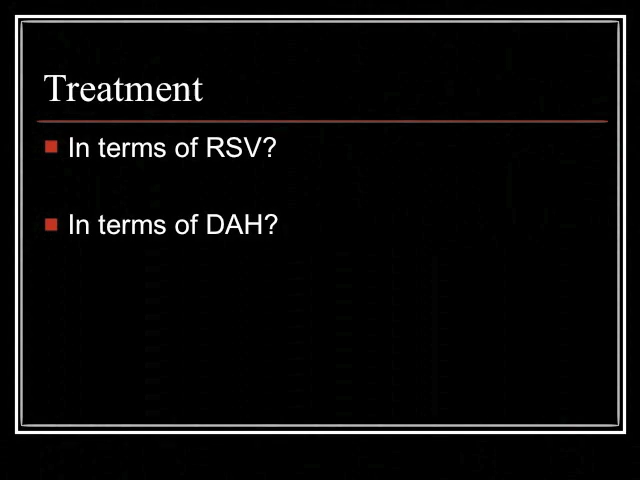 Treatment
In terms of RSV?
In terms of DAH?